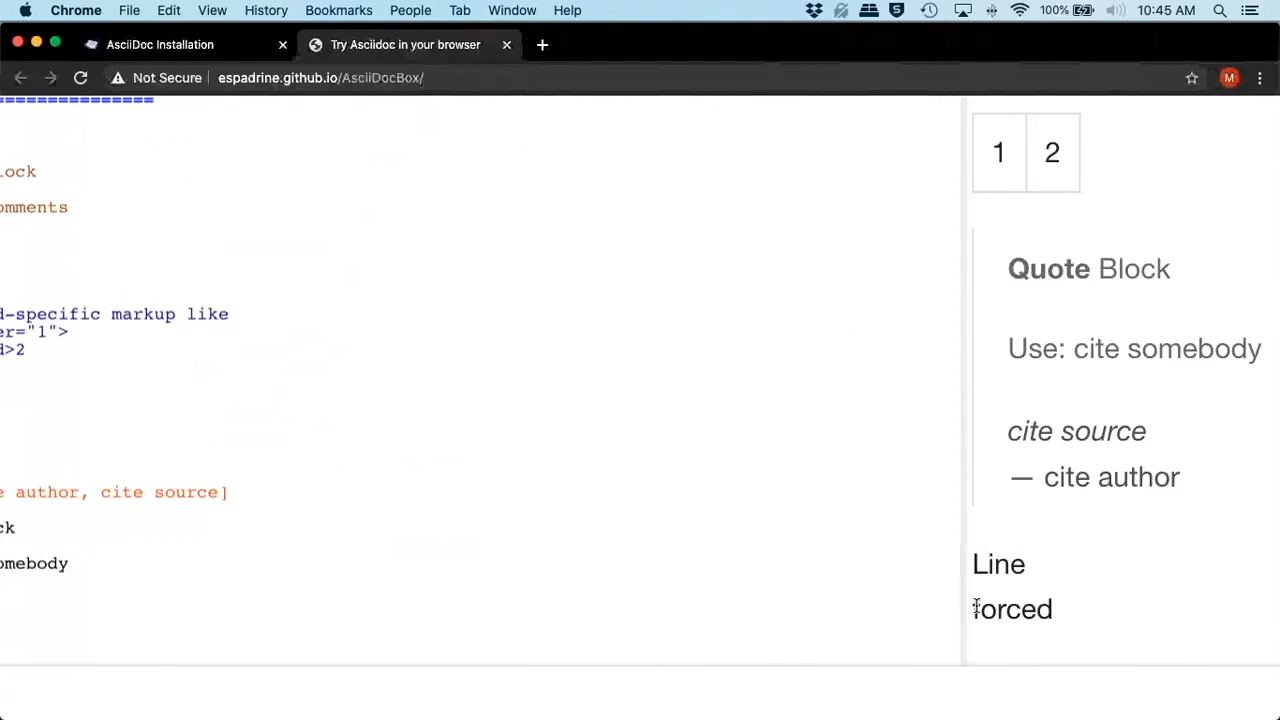 Chrome File Edit View History Bookmarks People Tab Window Help 100% 10:45 AM
AsciiDoc Installation Try Asciidoc in your browser
Not Secure espadrine.github.io/AsciiDocBox/ M
===============
lock
omments
d-specific markup like
er="1">
d>2
e author, cite source]
ck
omebody
1 2
Quote Block
Use: cite somebody
cite source
— cite author
Line
forced